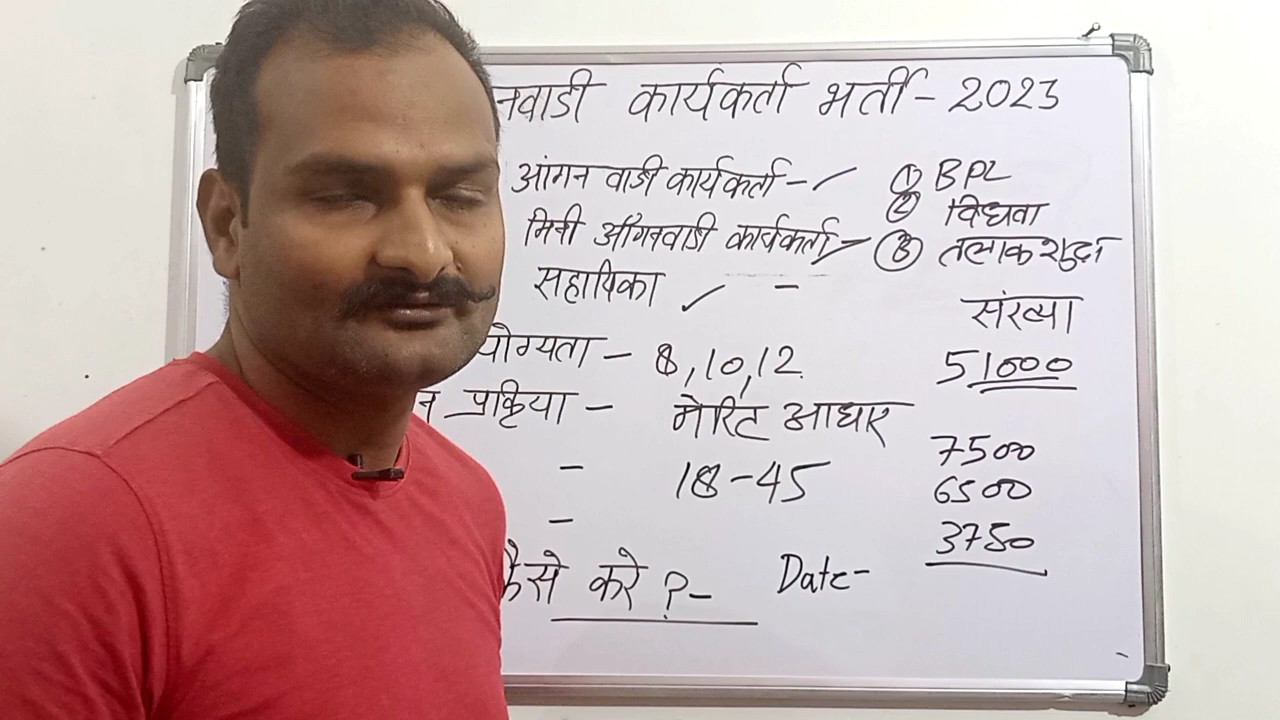 नवाडी कार्यकर्ता भर्ती - 2023
आंगन वाडी कार्यकर्ता - ✓ ① BPL
मिनी आँगनवाडी कार्यकर्ता ✓ ② विधवा
सहायिका ✓ - ③ तलाकशुदा
संख्या
योग्यता - 8, 10, 12 51000
न प्रक्रिया - मेरिट आधार
7500
- 18-45 6500
- 3750
कैसे करे ? - Date -